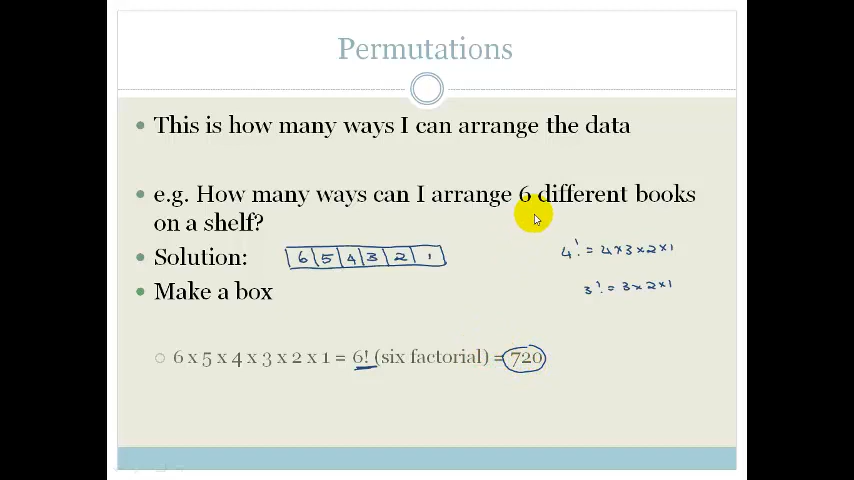 Permutations
This is how many ways I can arrange the data
e.g. How many ways can I arrange 6 different books
on a shelf?
Solution: 6 5 4 3 2 1
4! = 4 x 3 x 2 x 1
Make a box
3! = 3 x 2 x 1
6 x 5 x 4 x 3 x 2 x 1 = 6! (six factorial) = 720